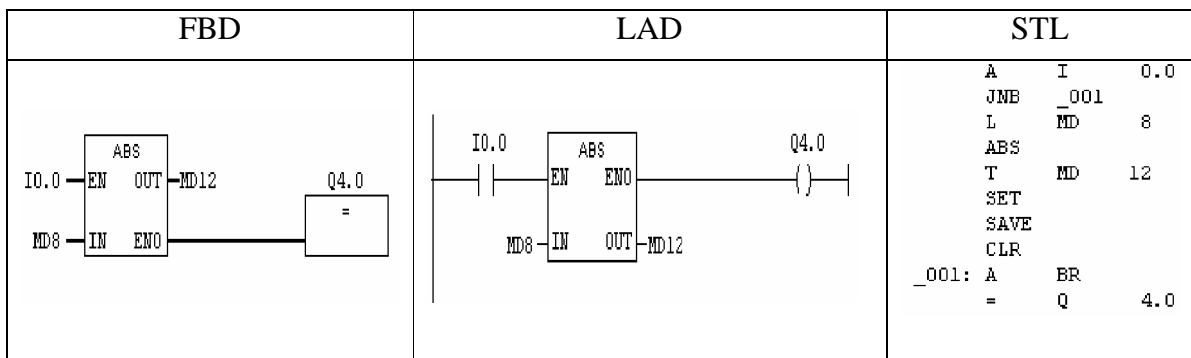 FBD
LAD
STL
ABS
I0.0 EN OUT MD12
Q4.0
=
MD8 IN ENO
I0.0
ABS
Q4.0
EN ENO
( )
MD8 IN OUT MD12
A I 0.0
JNB _001
L MD 8
ABS
T MD 12
SET
SAVE
CLR
_001: A BR
= Q 4.0